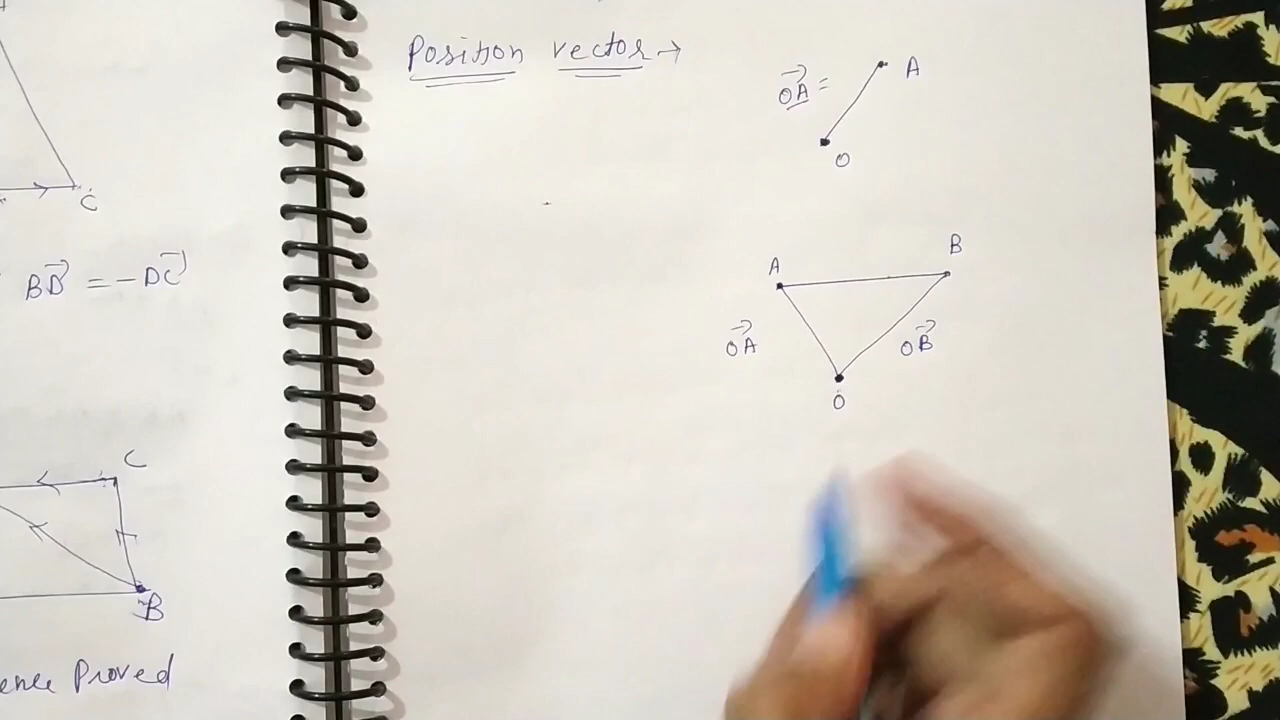 C
BD→ = -DC→
C
B
ence Proved
Position vector →
OA→ =
A
O
A
B
OA→
OB→
O